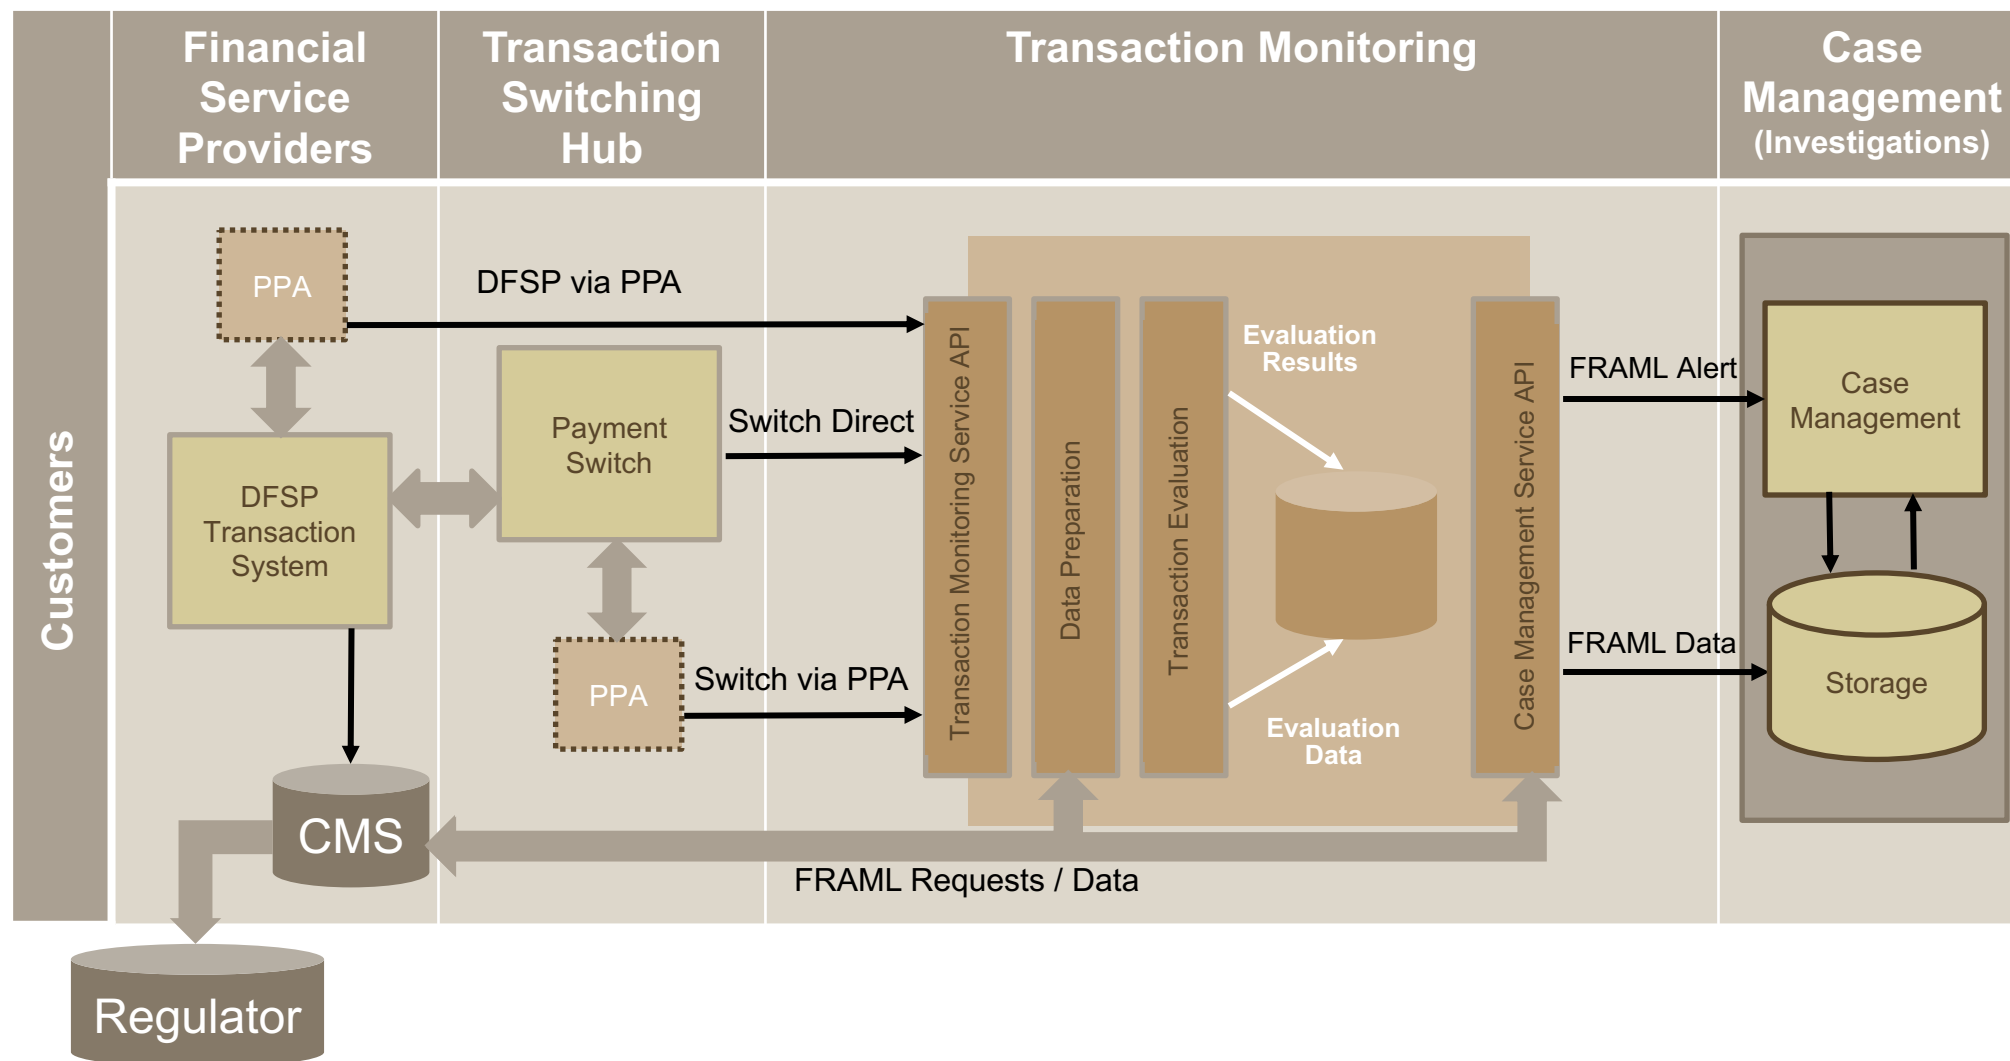 Financial
Service
Providers
Transaction
Switching
Hub
Transaction Monitoring
Case
Management
(Investigations)
Customers
PPA
DFSP via PPA
DFSP
Transaction
System
Payment
Switch
Switch Direct
PPA
Switch via PPA
Transaction Monitoring Service API
Data Preparation
Transaction Evaluation
Evaluation
Results
Evaluation
Data
Case Management Service API
FRAML Alert
FRAML Data
Case
Management
Storage
CMS
FRAML Requests / Data
Regulator